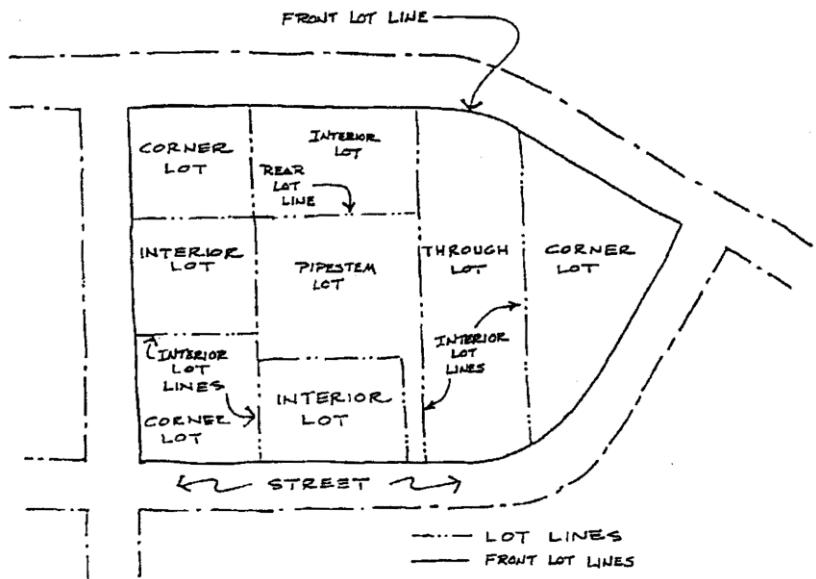 FRONT LOT LINE
CORNER
LOT
INTERIOR
LOT
REAR
LOT
LINE
INTERIOR
LOT
PIPESTEM
LOT
THROUGH
LOT
CORNER
LOT
INTERIOR
LOT
LINES
INTERIOR
LOT
LINES
CORNER
LOT
INTERIOR
LOT
STREET
LOT LINES
FRONT LOT LINES